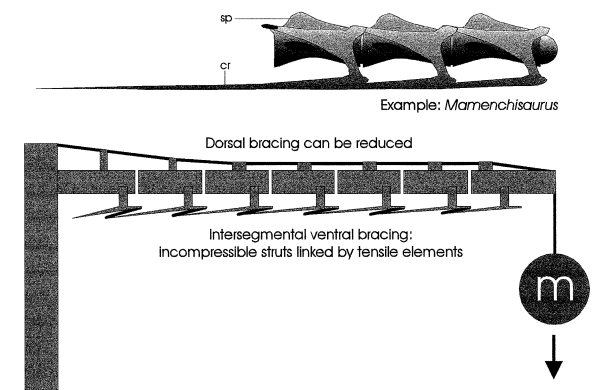 sp
cr
Example: Mamenchisaurus
Dorsal bracing can be reduced
Intersegmental ventral bracing:
incompressible struts linked by tensile elements
m